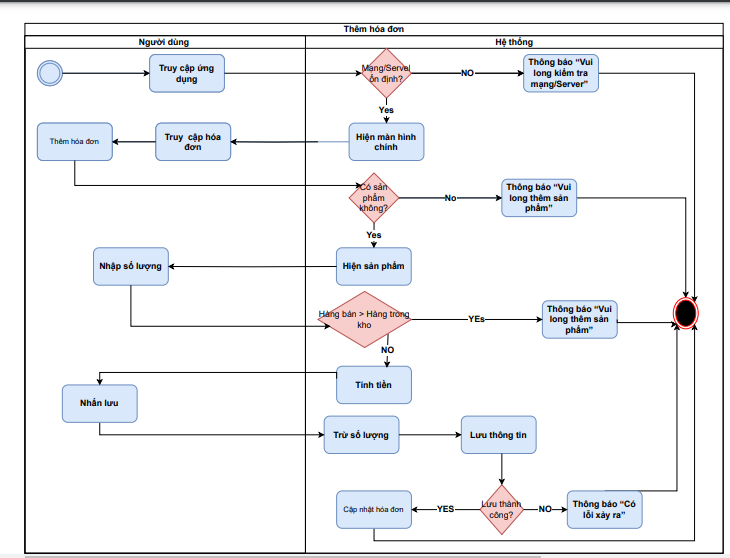 Thêm hóa đơn
Người dùng
Hệ thống
Truy cập ứng
dụng
Mạng/Server
ổn định?
NO
Thông báo “Vui
long kiểm tra
mạng/Server”
Yes
Thêm hóa đơn
Truy cập hóa
đơn
Hiện màn hình
chính
Có sản
phẩm
không?
No
Thông báo “Vui
long thêm sản
phẩm”
Yes
Nhập số lượng
Hiện sản phẩm
Hàng bán > Hàng trong
kho
YEs
Thông báo “Vui
long thêm sản
phẩm”
NO
Tính tiền
Nhấn lưu
Trừ số lượng
Lưu thông tin
Cập nhật hóa đơn
YES
Lưu thành
công?
NO
Thông báo “Có
lỗi xảy ra”